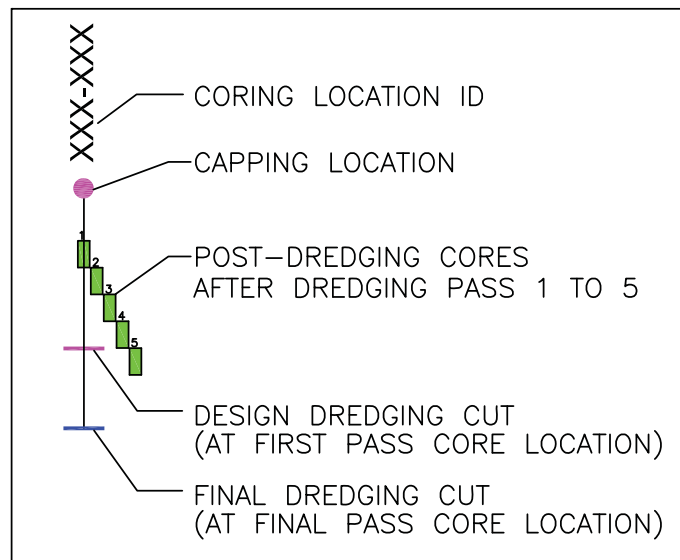 XXX-XXX
CORING LOCATION ID
CAPPING LOCATION
1
2
3
4
5
POST-DREDGING CORES
AFTER DREDGING PASS 1 TO 5
DESIGN DREDGING CUT
(AT FIRST PASS CORE LOCATION)
FINAL DREDGING CUT
(AT FINAL PASS CORE LOCATION)